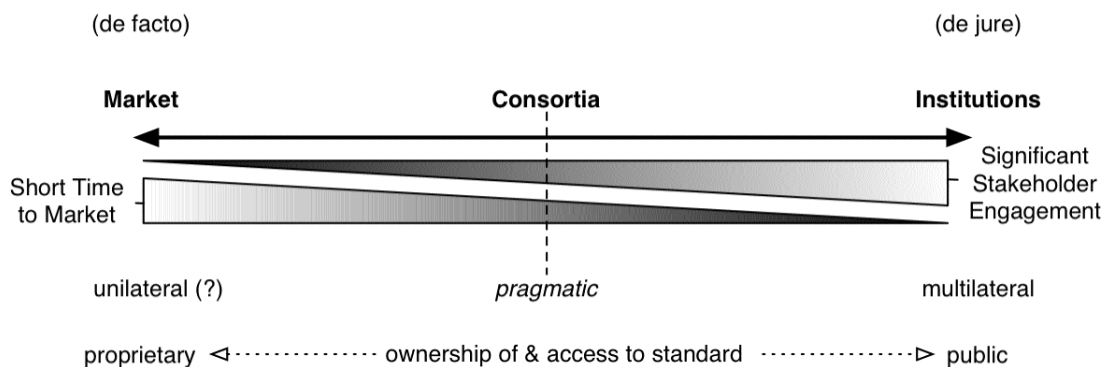 (de facto) (de jure)
Market Consortia Institutions
Short Time
to Market
Significant
Stakeholder
Engagement
unilateral (?) pragmatic multilateral
proprietary ownership of & access to standard public